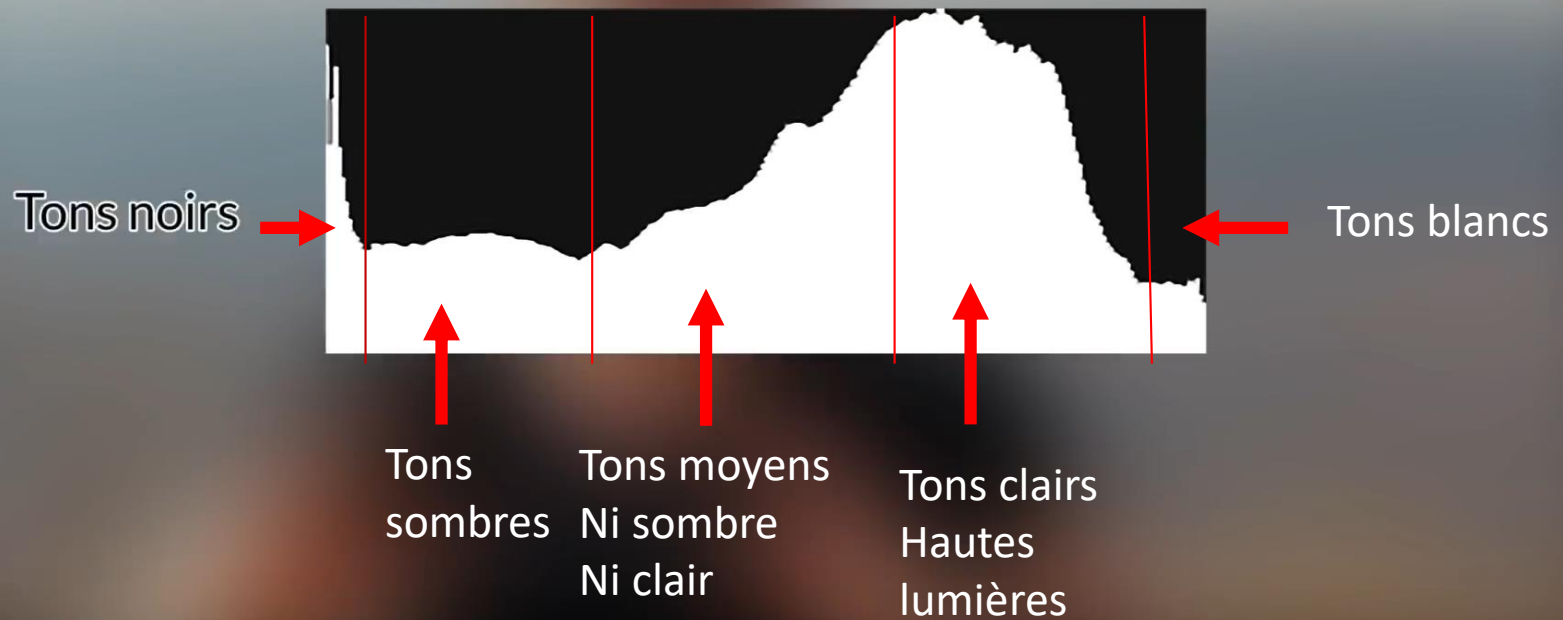 Tons noirs
Tons blancs
Tons
sombres
Tons moyens
Ni sombre
Ni clair
Tons clairs
Hautes
lumières